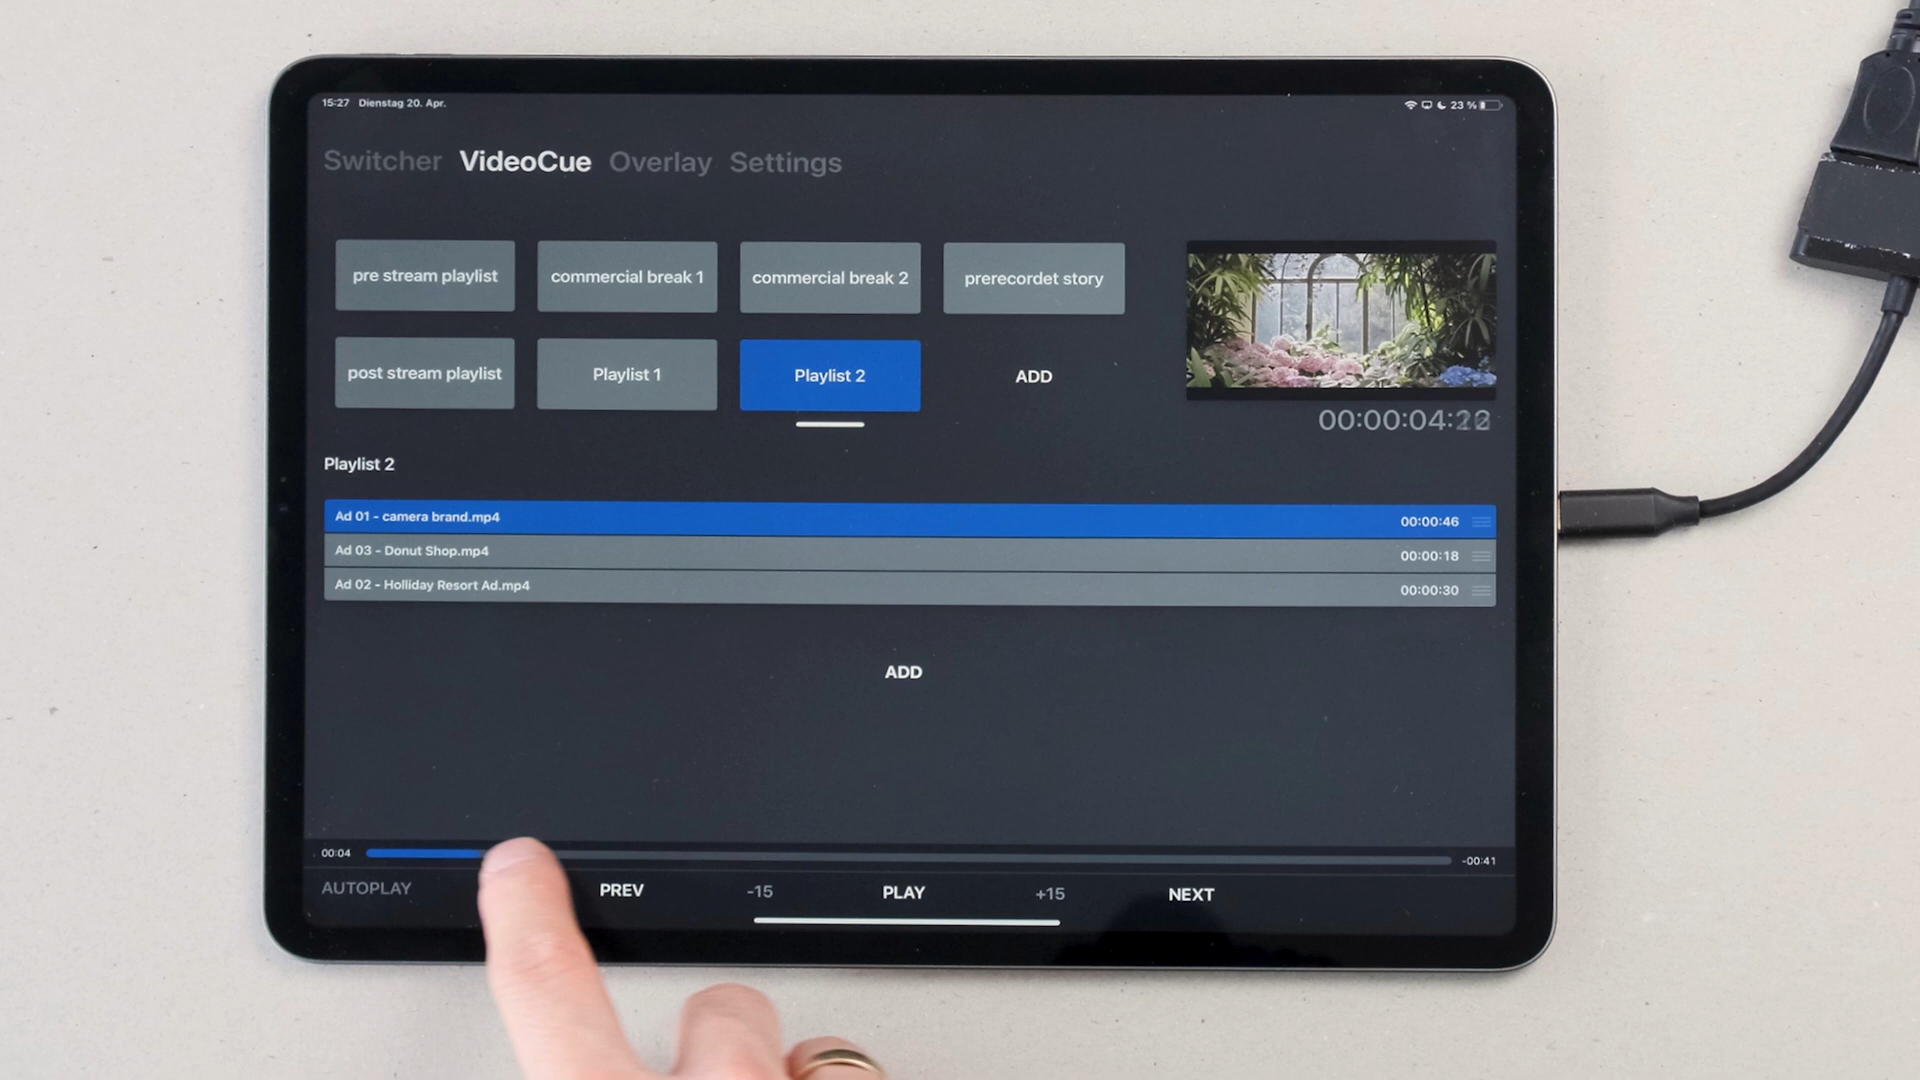 15:27 Dienstag 20. Apr.
23 %
Switcher VideoCue Overlay Settings
pre stream playlist
commercial break 1
commercial break 2
prerecordet story
post stream playlist
Playlist 1
Playlist 2
ADD
Playlist 2
Ad 01 - camera brand.mp4 00:00:46
Ad 03 - Donut Shop.mp4 00:00:18
Ad 02 - Holliday Resort Ad.mp4 00:00:30
ADD
00:04 -00:41
AUTOPLAY PREV -15 PLAY +15 NEXT